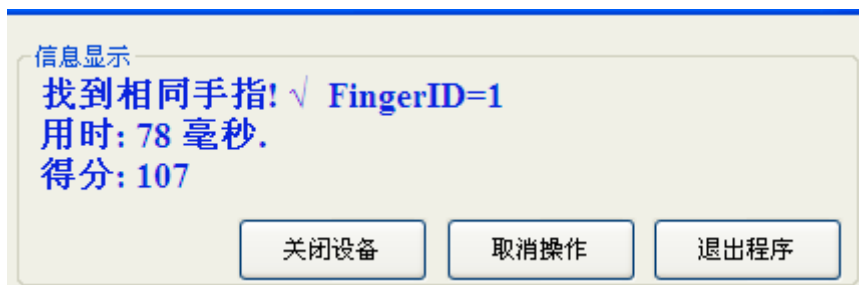 信息显示
找到相同手指! √ FingerID=1
用时: 78 毫秒.
得分: 107
关闭设备 取消操作 退出程序